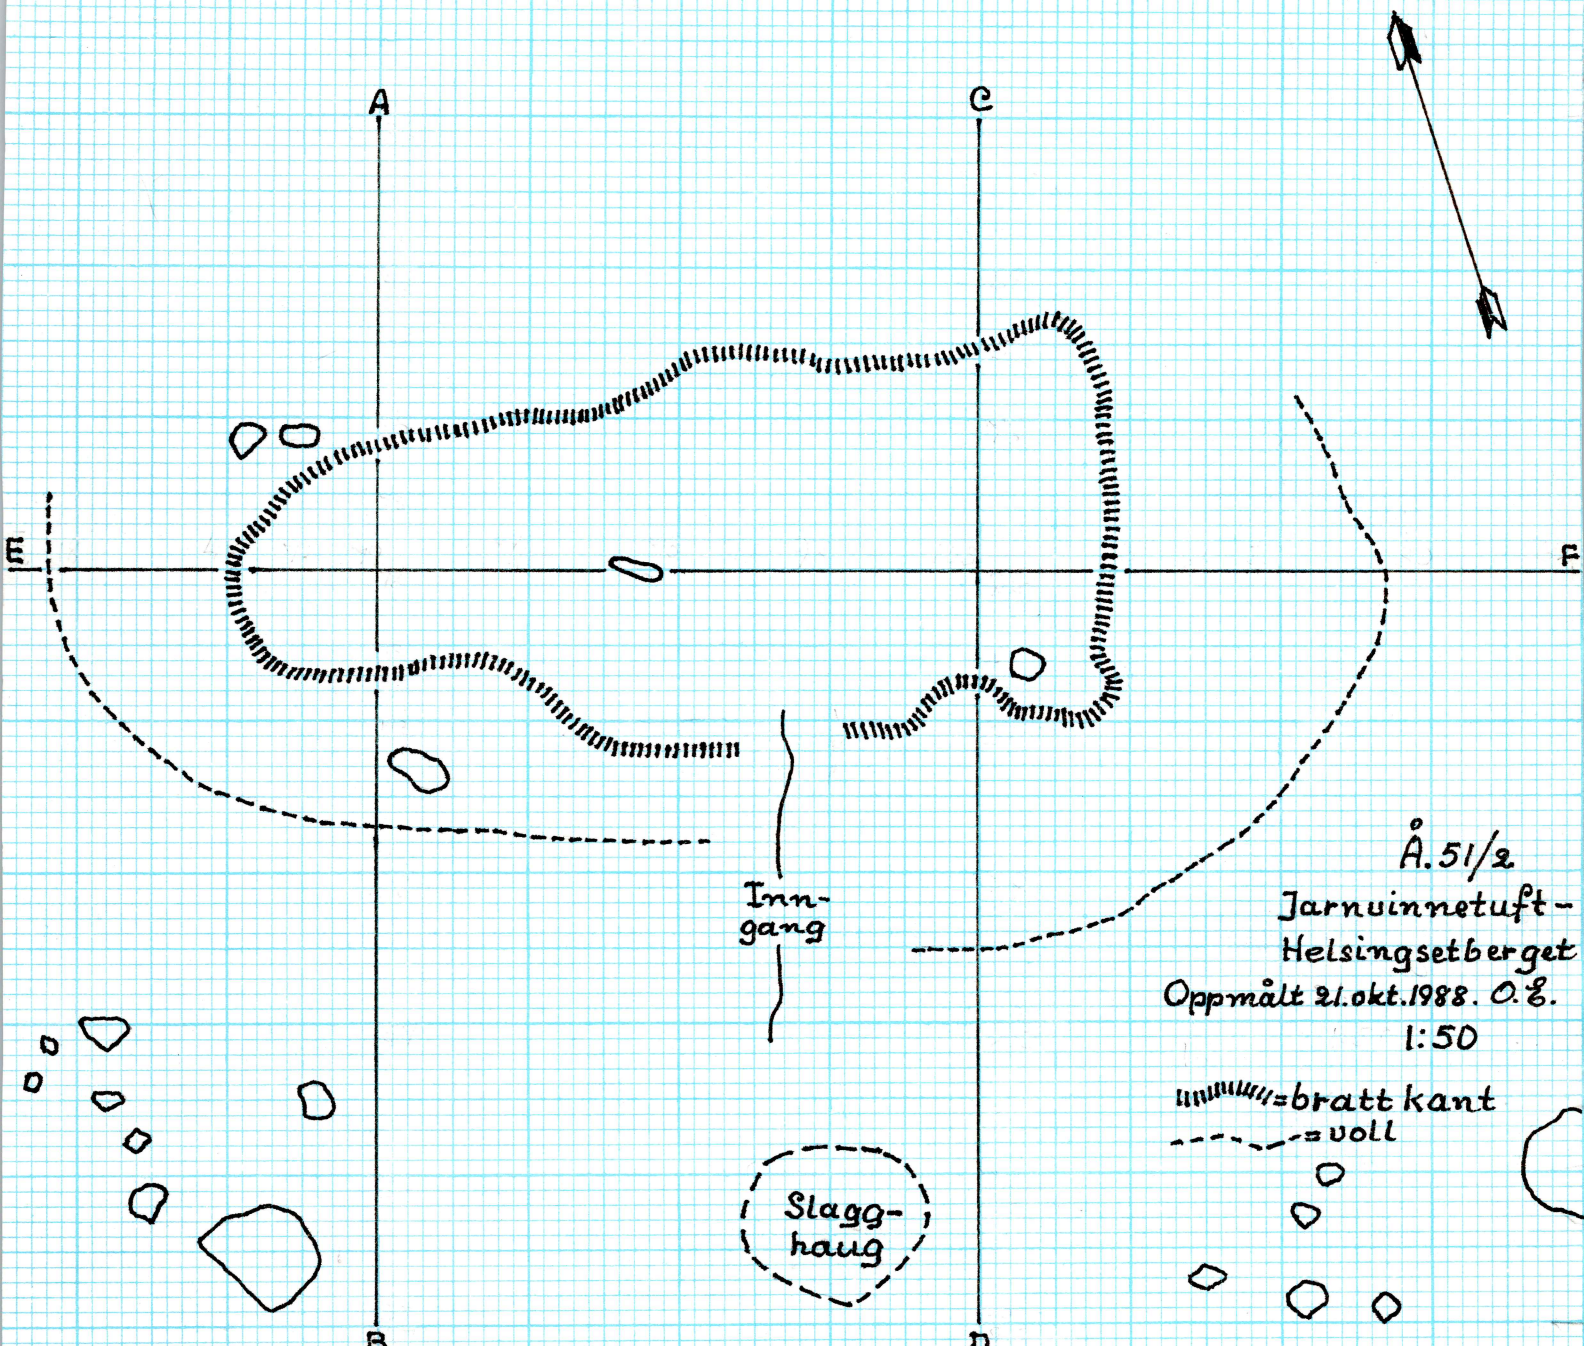 A
C
E
F
Inn-
gang
Å. 51/2
Jarnvinnetuft-
Helsingsetberget
Oppmålt 21. okt. 1988. O. E.
1:50
=bratt kant
=voll
Slagg-
haug
B
D